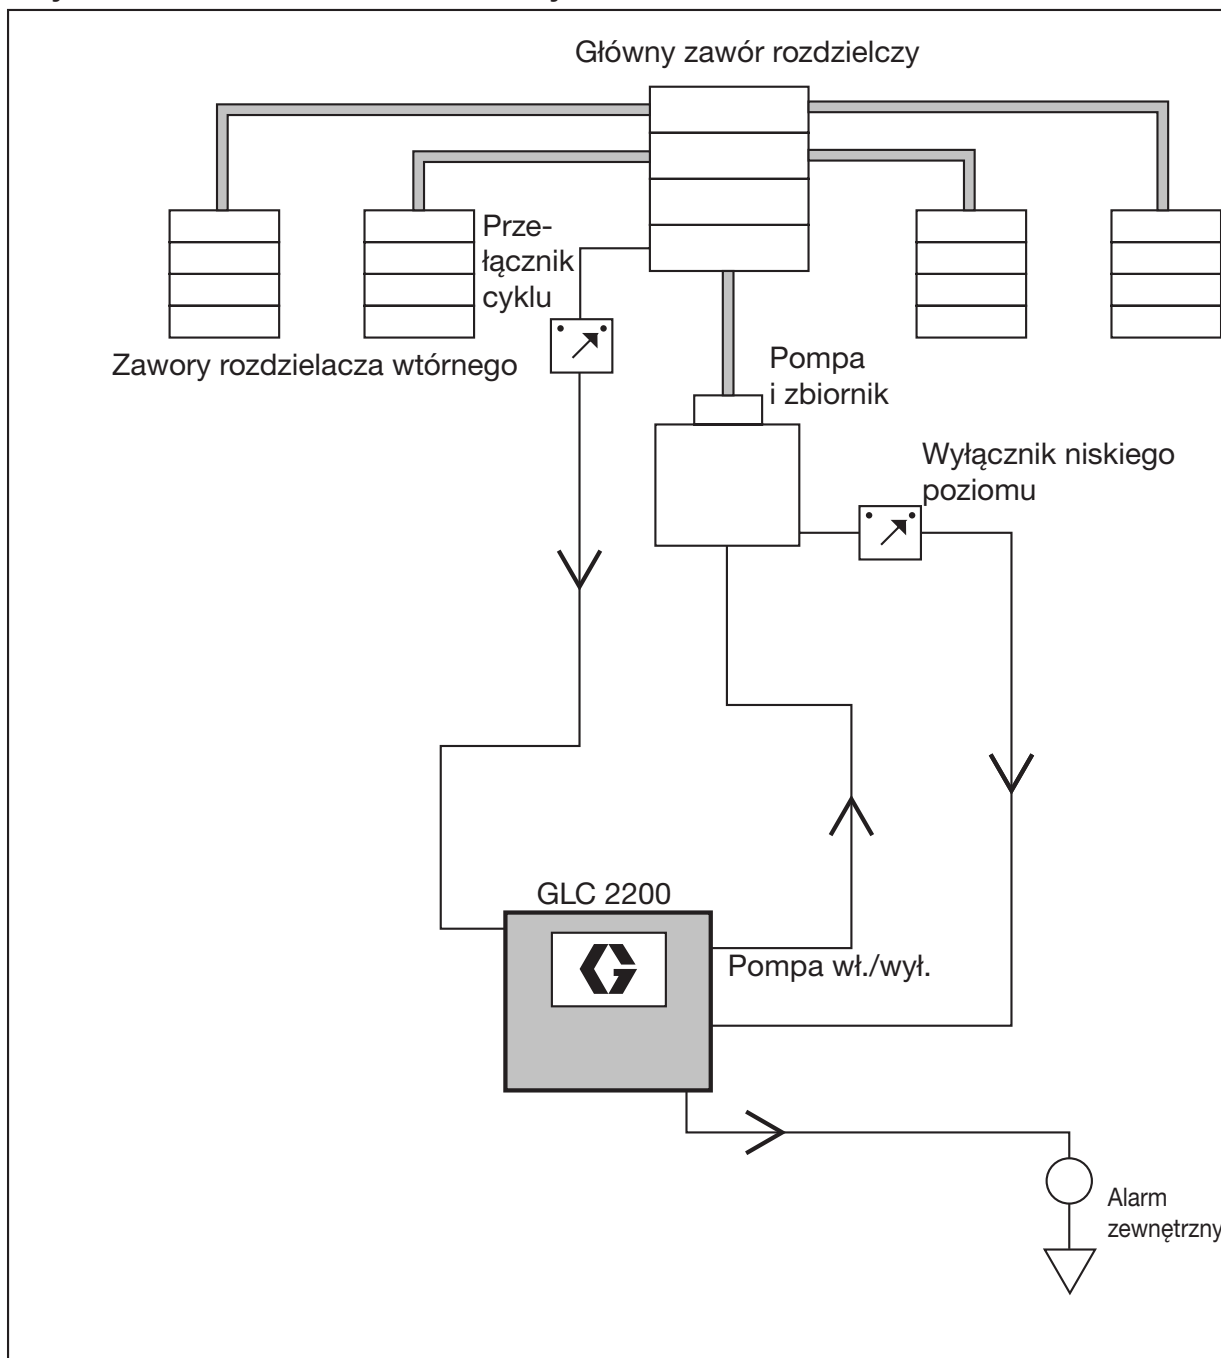 Główny zawór rozdzielczy
Prze-
łącznik
cyklu
Zawory rozdzielacza wtórnego
Pompa
i zbiornik
Wyłącznik niskiego
poziomu
GLC 2200
Pompa wł./wył.
Alarm
zewnętrzny